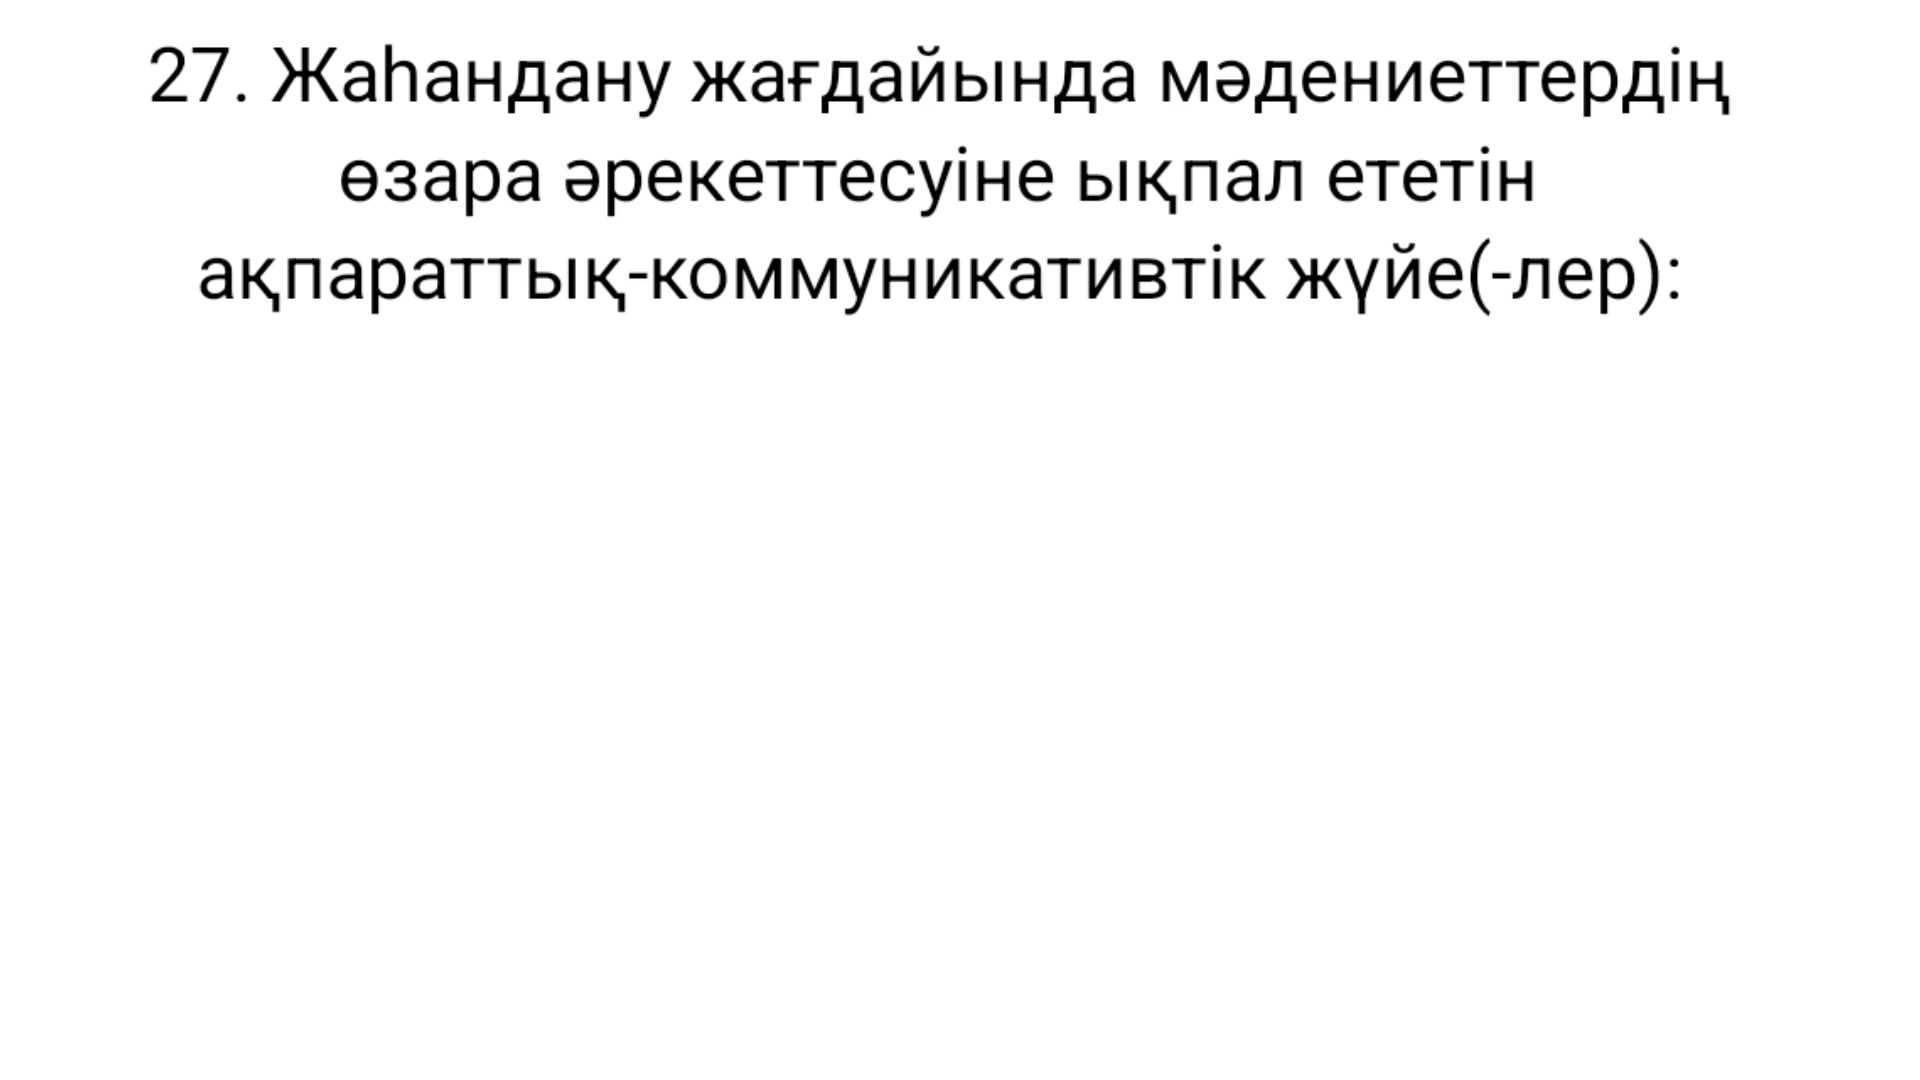 27. Жаһандану жағдайында мәдениеттердің
өзара әрекеттесуіне ықпал ететін
ақпараттық-коммуникативтік жүйе(-лер):